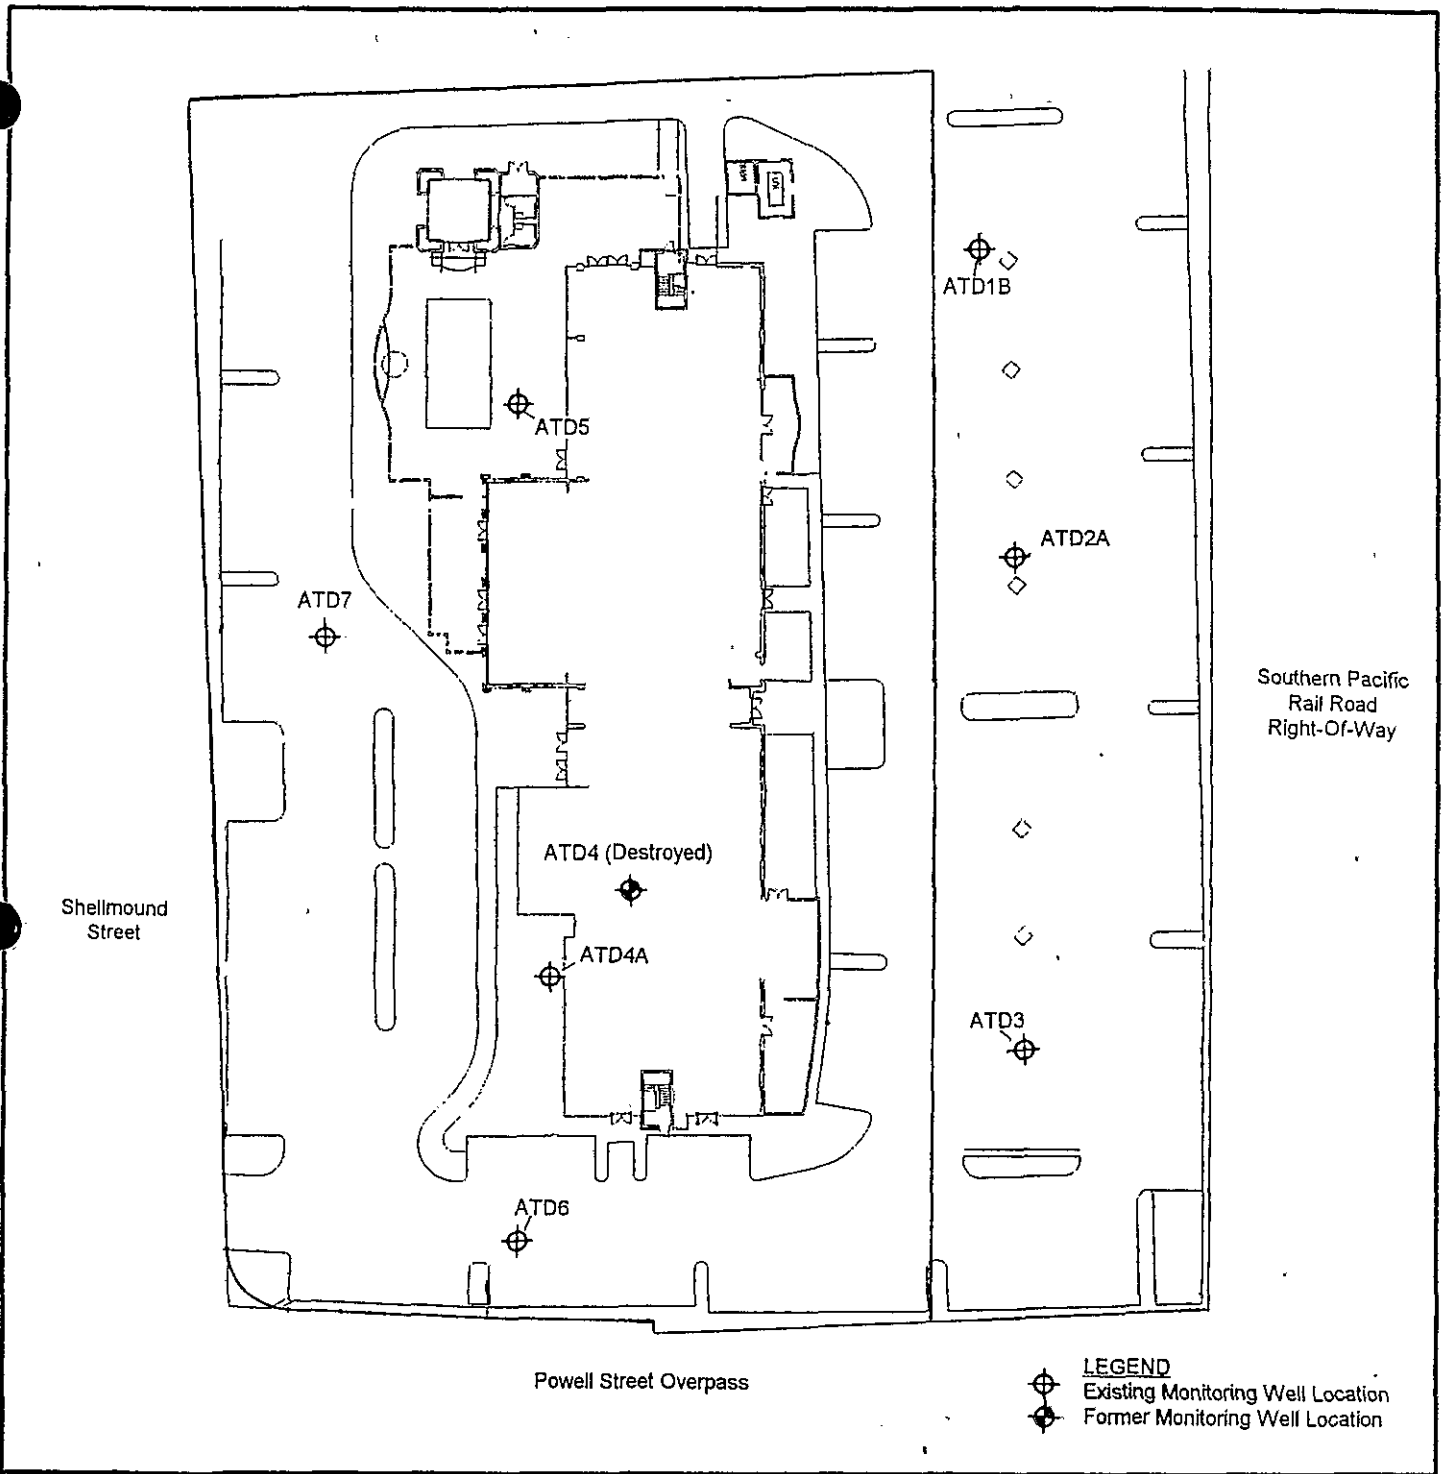 ATD1B
ATD5
ATD2A
ATD7
Southern Pacific
Rail Road
Right-Of-Way
ATD4 (Destroyed)
Shellmound
Street
ATD4A
ATD3
ATD6
Powell Street Overpass
LEGEND
Existing Monitoring Well Location
Former Monitoring Well Location